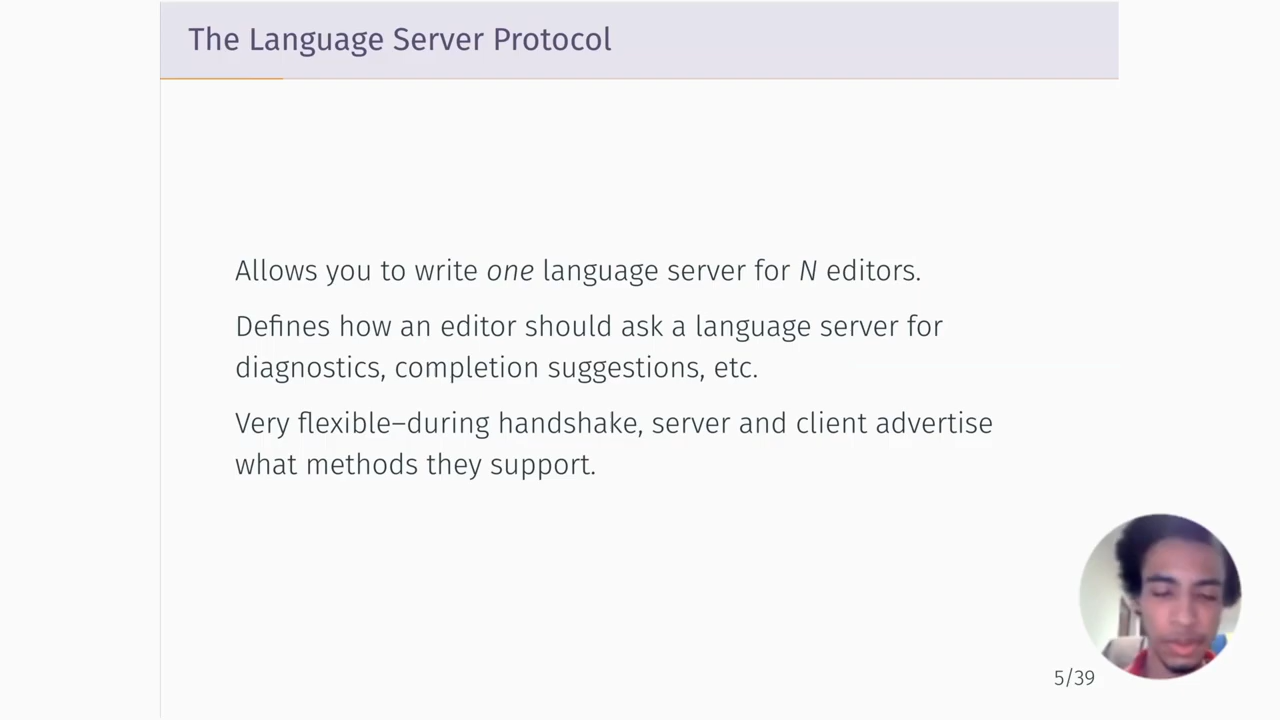 The Language Server Protocol
Allows you to write one language server for N editors.
Defines how an editor should ask a language server for
diagnostics, completion suggestions, etc.
Very flexible–during handshake, server and client advertise
what methods they support.
5/39